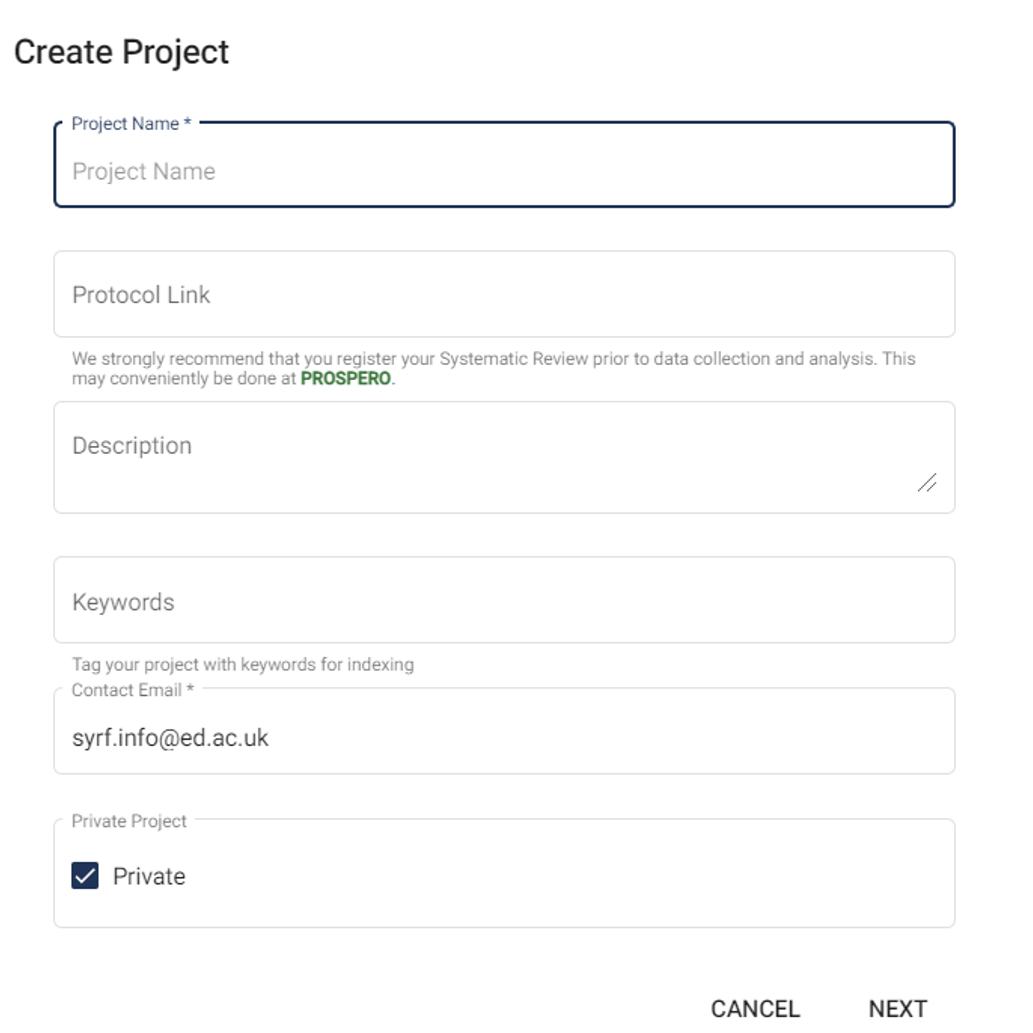 Create Project
Project Name *
Project Name
Protocol Link
We strongly recommend that you register your Systematic Review prior to data collection and analysis. This
may conveniently be done at PROSPERO.
Description
Keywords
Tag your project with keywords for indexing
Contact Email *
syrf.info@ed.ac.uk
Private Project
Private
CANCEL NEXT